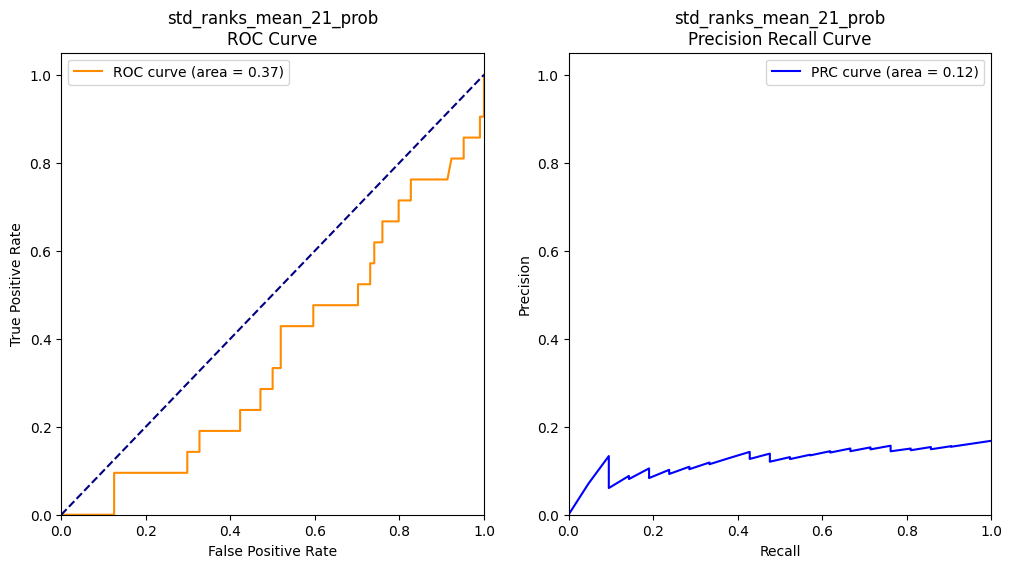 std_ranks_mean_21_prob
ROC Curve
ROC curve (area = 0.37)
True Positive Rate
1.0
0.8
0.6
0.4
0.2
0.0
0.0 0.2 0.4 0.6 0.8 1.0
False Positive Rate
std_ranks_mean_21_prob
Precision Recall Curve
PRC curve (area = 0.12)
Precision
1.0
0.8
0.6
0.4
0.2
0.0
0.0 0.2 0.4 0.6 0.8 1.0
Recall